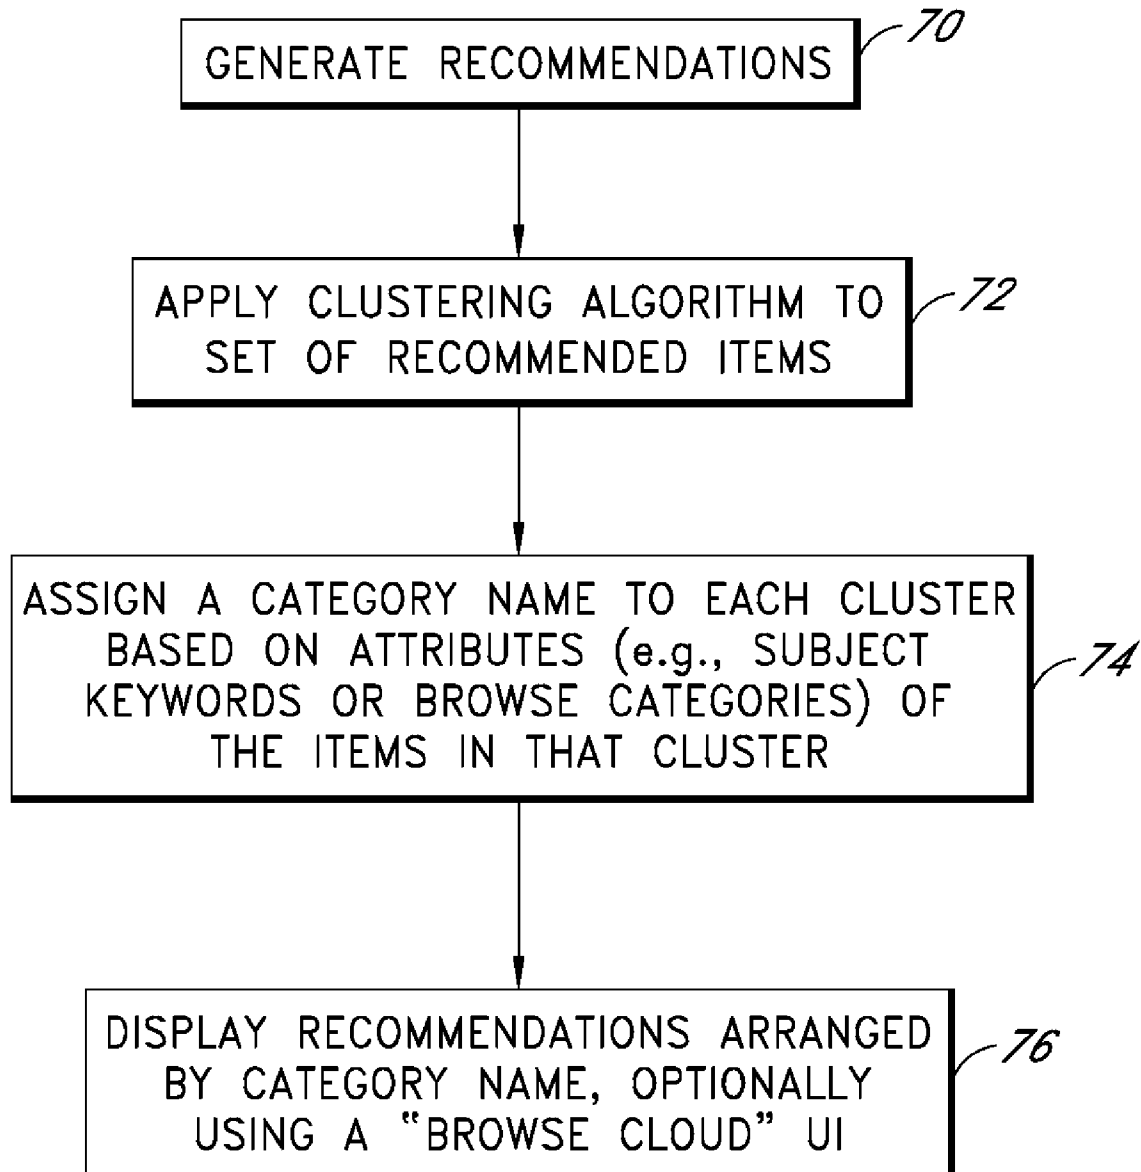 GENERATE RECOMMENDATIONS
70
APPLY CLUSTERING ALGORITHM TO
SET OF RECOMMENDED ITEMS
72
ASSIGN A CATEGORY NAME TO EACH CLUSTER
BASED ON ATTRIBUTES (e.g., SUBJECT
KEYWORDS OR BROWSE CATEGORIES) OF
THE ITEMS IN THAT CLUSTER
74
DISPLAY RECOMMENDATIONS ARRANGED
BY CATEGORY NAME, OPTIONALLY
USING A “BROWSE CLOUD” UI
76